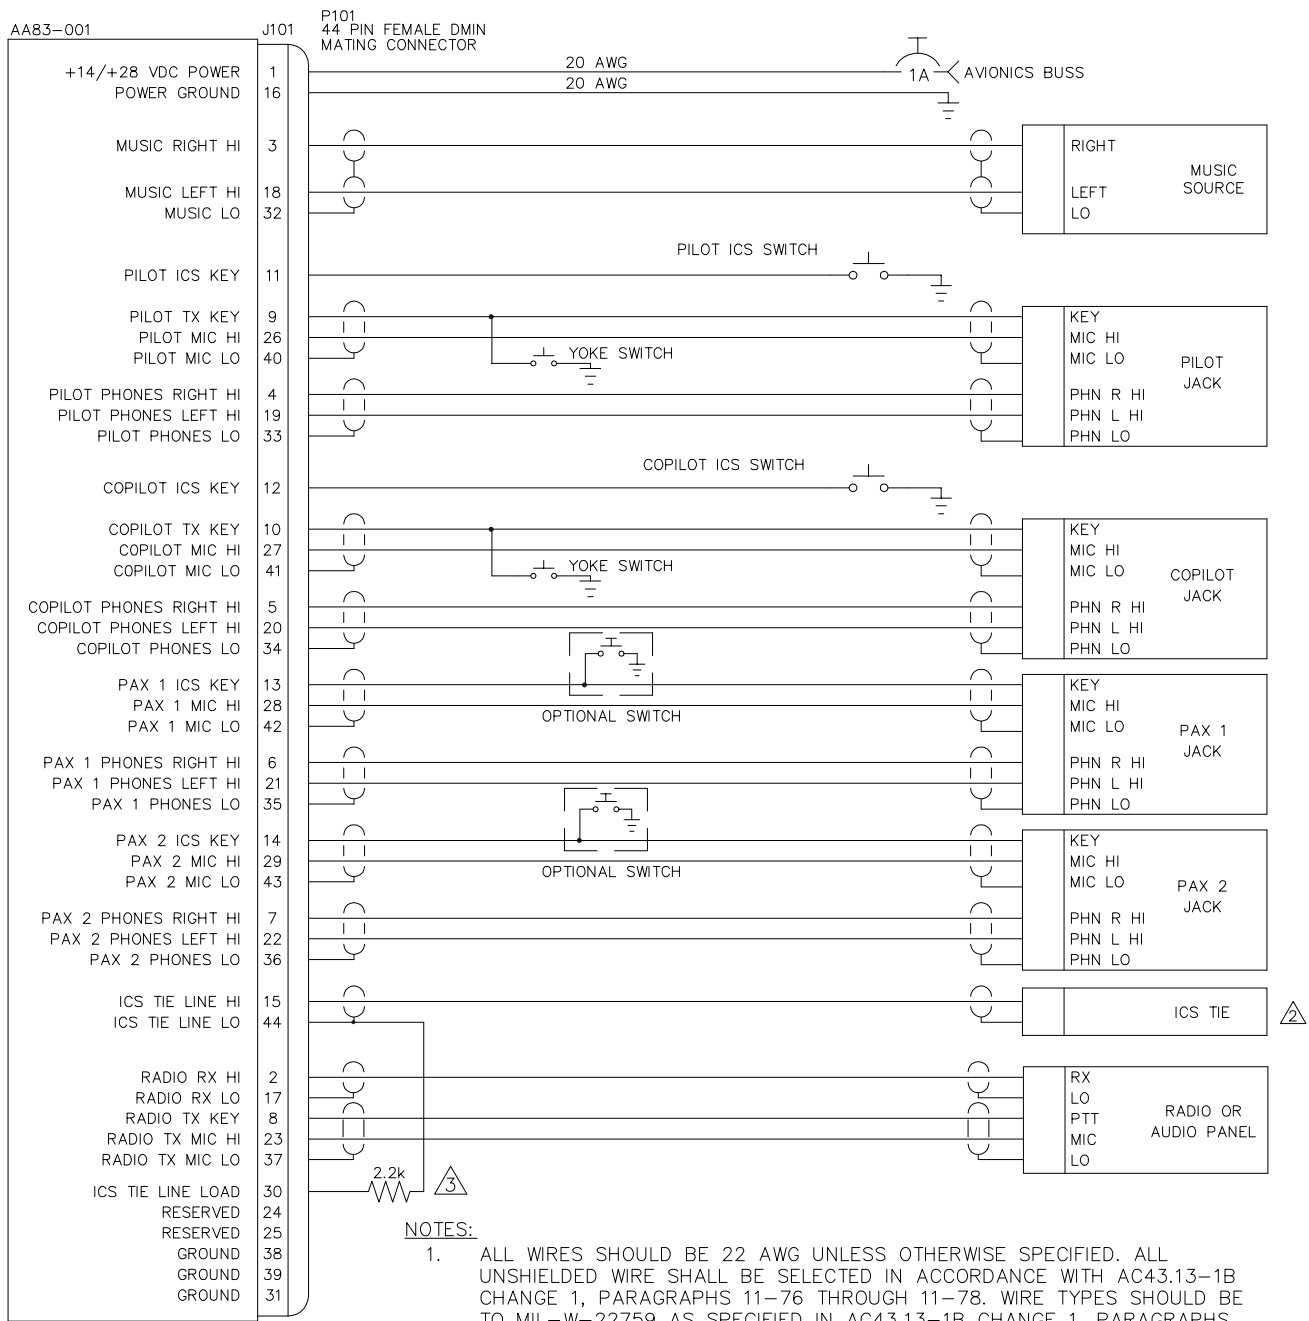 AA83-001
J101
P101
44 PIN FEMALE DMIN
MATING CONNECTOR
+14/+28 VDC POWER 1
20 AWG
1A
AVIONICS BUSS
POWER GROUND 16
20 AWG
MUSIC RIGHT HI 3
RIGHT
MUSIC LEFT HI 18
LEFT
MUSIC LO 32
LO
MUSIC
SOURCE
PILOT ICS KEY 11
PILOT ICS SWITCH
PILOT TX KEY 9
KEY
PILOT MIC HI 26
MIC HI
PILOT MIC LO 40
YOKE SWITCH
MIC LO
PILOT
JACK
PILOT PHONES RIGHT HI 4
PHN R HI
PILOT PHONES LEFT HI 19
PHN L HI
PILOT PHONES LO 33
PHN LO
COPILOT ICS KEY 12
COPILOT ICS SWITCH
COPILOT TX KEY 10
KEY
COPILOT MIC HI 27
MIC HI
COPILOT MIC LO 41
YOKE SWITCH
MIC LO
COPILOT
JACK
COPILOT PHONES RIGHT HI 5
PHN R HI
COPILOT PHONES LEFT HI 20
PHN L HI
COPILOT PHONES LO 34
PHN LO
PAX 1 ICS KEY 13
KEY
PAX 1 MIC HI 28
MIC HI
OPTIONAL SWITCH
PAX 1 MIC LO 42
MIC LO
PAX 1
JACK
PAX 1 PHONES RIGHT HI 6
PHN R HI
PAX 1 PHONES LEFT HI 21
PHN L HI
PAX 1 PHONES LO 35
PHN LO
PAX 2 ICS KEY 14
KEY
PAX 2 MIC HI 29
MIC HI
OPTIONAL SWITCH
PAX 2 MIC LO 43
MIC LO
PAX 2
JACK
PAX 2 PHONES RIGHT HI 7
PHN R HI
PAX 2 PHONES LEFT HI 22
PHN L HI
PAX 2 PHONES LO 36
PHN LO
ICS TIE LINE HI 15
ICS TIE LINE LO 44
ICS TIE
2
RADIO RX HI 2
RX
RADIO RX LO 17
LO
RADIO TX KEY 8
PTT
RADIO TX MIC HI 23
MIC
RADIO TX MIC LO 37
LO
RADIO OR
AUDIO PANEL
ICS TIE LINE LOAD 30
2.2k
3
RESERVED 24
RESERVED 25
GROUND 38
GROUND 39
GROUND 31
NOTES:
1. ALL WIRES SHOULD BE 22 AWG UNLESS OTHERWISE SPECIFIED. ALL
UNSHIELDED WIRE SHALL BE SELECTED IN ACCORDANCE WITH AC43.13-1B
CHANGE 1, PARAGRAPHS 11-76 THROUGH 11-78. WIRE TYPES SHOULD BE
TO MIL-W-22759 AS SPECIFIED IN AC43.13-1B CHANGE 1, PARAGRAPHS